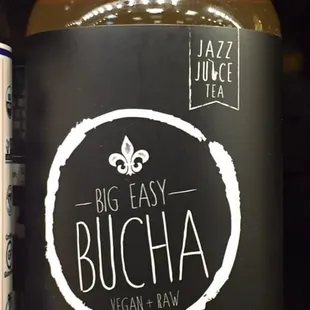 JAZZ
JUICE
TEA
BIG EASY
BUCHA
VEGAN + RAW